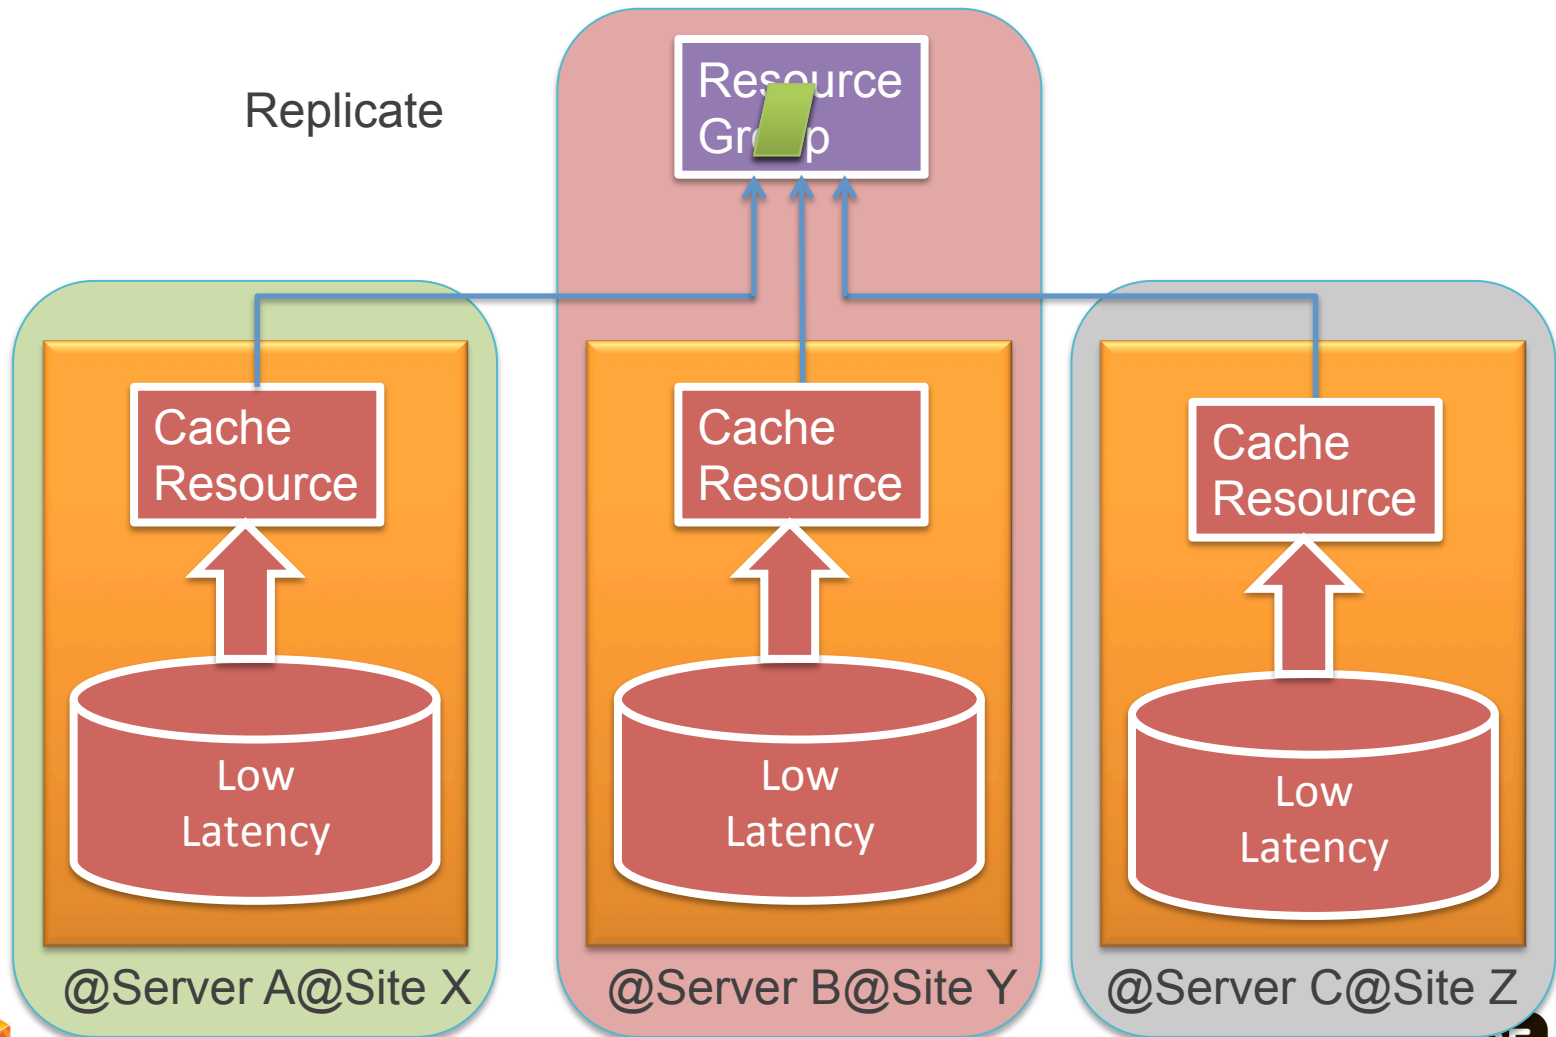 Replicate
Resource
Group
Cache
Resource
Low
Latency
@Server A@Site X
Cache
Resource
Low
Latency
@Server B@Site Y
Cache
Resource
Low
Latency
@Server C@Site Z